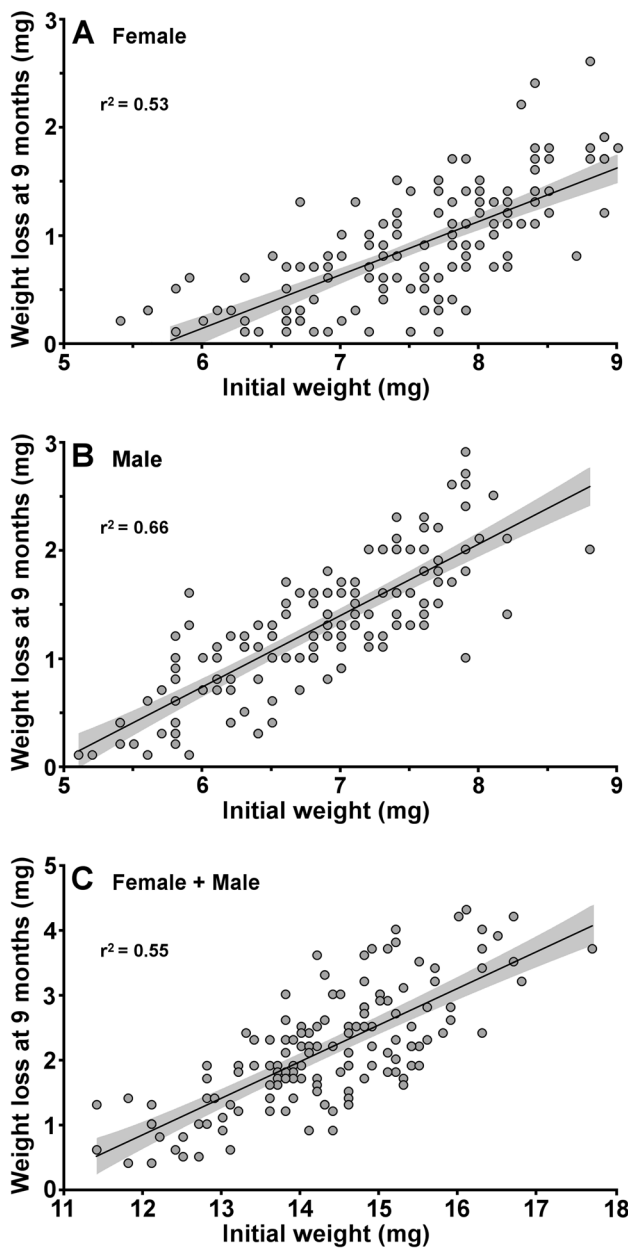 A Female
r² = 0.53
Weight loss at 9 months (mg)
3
2
1
0
5 6 7 8 9
Initial weight (mg)
B Male
r² = 0.66
Weight loss at 9 months (mg)
3
2
1
0
5 6 7 8 9
Initial weight (mg)
C Female + Male
r² = 0.55
Weight loss at 9 months (mg)
5
4
3
2
1
0
11 12 13 14 15 16 17 18
Initial weight (mg)